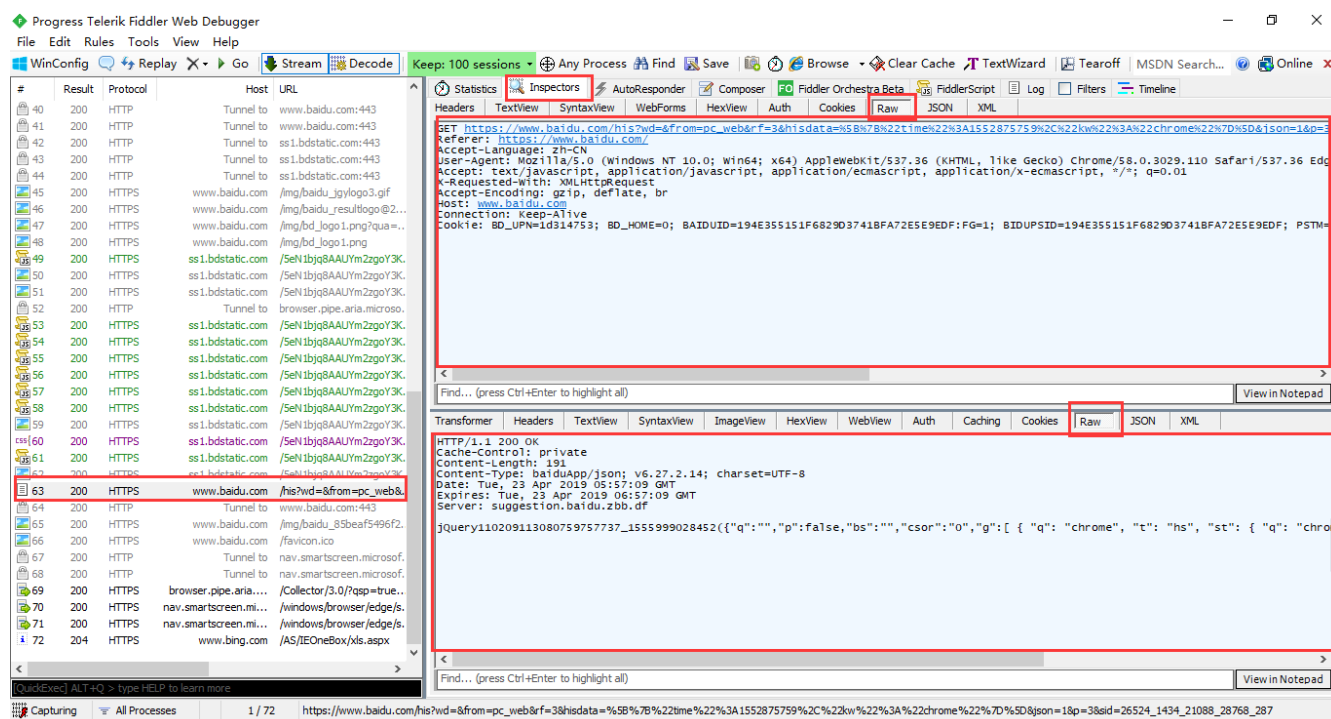 Progress Telerik Fiddler Web Debugger
File Edit Rules Tools View Help
WinConfig Replay X Go Stream Decode Keep: 100 sessions Any Process Find Save Browse Clear Cache TextWizard Tearoff MSDN Search... Online X
# Result Protocol Host URL
40 200 HTTP Tunnel to www.baidu.com:443
41 200 HTTP Tunnel to www.baidu.com:443
42 200 HTTP Tunnel to ss1.bdstatic.com:443
43 200 HTTP Tunnel to ss1.bdstatic.com:443
44 200 HTTP Tunnel to ss1.bdstatic.com:443
45 200 HTTPS www.baidu.com /img/baidu_jgylogo3.gif
46 200 HTTPS www.baidu.com /img/baidu_resultlogo@2...
47 200 HTTPS www.baidu.com /img/bd_logo1.png?qua=...
48 200 HTTPS www.baidu.com /img/bd_logo1.png
49 200 HTTPS ss1.bdstatic.com /5eN1bjq8AAUYm2zgoY3K.
50 200 HTTPS ss1.bdstatic.com /5eN1bjq8AAUYm2zgoY3K.
51 200 HTTPS ss1.bdstatic.com /5eN1bjq8AAUYm2zgoY3K.
52 200 HTTP Tunnel to browser.pipe.aria.microso.
53 200 HTTPS ss1.bdstatic.com /5eN1bjq8AAUYm2zgoY3K.
54 200 HTTPS ss1.bdstatic.com /5eN1bjq8AAUYm2zgoY3K.
55 200 HTTPS ss1.bdstatic.com /5eN1bjq8AAUYm2zgoY3K.
56 200 HTTPS ss1.bdstatic.com /5eN1bjq8AAUYm2zgoY3K.
57 200 HTTPS ss1.bdstatic.com /5eN1bjq8AAUYm2zgoY3K.
58 200 HTTPS ss1.bdstatic.com /5eN1bjq8AAUYm2zgoY3K.
59 200 HTTPS ss1.bdstatic.com /5eN1bjq8AAUYm2zgoY3K.
60 200 HTTPS ss1.bdstatic.com /5eN1bjq8AAUYm2zgoY3K.
61 200 HTTPS ss1.bdstatic.com /5eN1bjq8AAUYm2zgoY3K.
62 200 HTTPS ss1.bdstatic.com /5eN1bjq8AAUYm2zgoY3K.
63 200 HTTPS www.baidu.com /his?wd=&from=pc_web&.
64 200 HTTP Tunnel to www.baidu.com:443
65 200 HTTPS www.baidu.com /img/baidu_85beaf5496f2.
66 200 HTTPS www.baidu.com /favicon.ico
67 200 HTTP Tunnel to nav.smartscreen.microsof.
68 200 HTTP Tunnel to nav.smartscreen.microsof.
69 200 HTTPS browser.pipe.aria.... /Collector/3.0/?qsp=true..
70 200 HTTPS nav.smartscreen.mi... /windows/browser/edge/s.
71 200 HTTPS nav.smartscreen.mi... /windows/browser/edge/s.
72 204 HTTPS www.bing.com /AS/IEOneBox/xls.aspx
[QuickExec] ALT+Q > type HELP to learn more
Statistics Inspectors AutoResponder Composer FO Fiddler Orchestra Beta FiddlerScript Log Filters Timeline
Headers TextView SyntaxView WebForms HexView Auth Cookies Raw JSON XML
GET https://www.baidu.com/his?wd=&from=pc_web&rf=3&hisdata=%5B%7B%22time%22%3A1552875759%2C%22kw%22%3A%22chrome%22%7D%5D&json=1&p=3
Referer: https://www.baidu.com/
Accept-Language: zh-CN
User-Agent: Mozilla/5.0 (Windows NT 10.0; Win64; x64) AppleWebKit/537.36 (KHTML, like Gecko) Chrome/58.0.3029.110 Safari/537.36 Edg
Accept: text/javascript, application/javascript, application/ecmascript, application/x-ecmascript, */*; q=0.01
X-Requested-With: XMLHttpRequest
Accept-Encoding: gzip, deflate, br
Host: www.baidu.com
Connection: Keep-Alive
Cookie: BD_UPN=1d314753; BD_HOME=0; BAIDUID=194E355151F6829D3741BFA72E5E9EDF:FG=1; BIDUPSID=194E355151F6829D3741BFA72E5E9EDF; PSTM=
Find... (press Ctrl+Enter to highlight all) View in Notepad
Transformer Headers TextView SyntaxView ImageView HexView WebView Auth Caching Cookies Raw JSON XML
HTTP/1.1 200 OK
Cache-Control: private
Content-Length: 191
Content-Type: baiduApp/json; v6.27.2.14; charset=UTF-8
Date: Tue, 23 Apr 2019 05:57:09 GMT
Expires: Tue, 23 Apr 2019 06:57:09 GMT
Server: suggestion.baidu.zbb.df
jQuery110209113080759757737_1555999028452({"q":"","p":false,"bs":"","csor":"0","g":[ { "q": "chrome", "t": "hs", "st": { "q": "chro
Find... (press Ctrl+Enter to highlight all) View in Notepad
Capturing All Processes 1 / 72 https://www.baidu.com/his?wd=&from=pc_web&rf=3&hisdata=%5B%7B%22time%22%3A1552875759%2C%22kw%22%3A%22chrome%22%7D%5D&json=1&p=3&sid=26524_1434_21088_28768_287